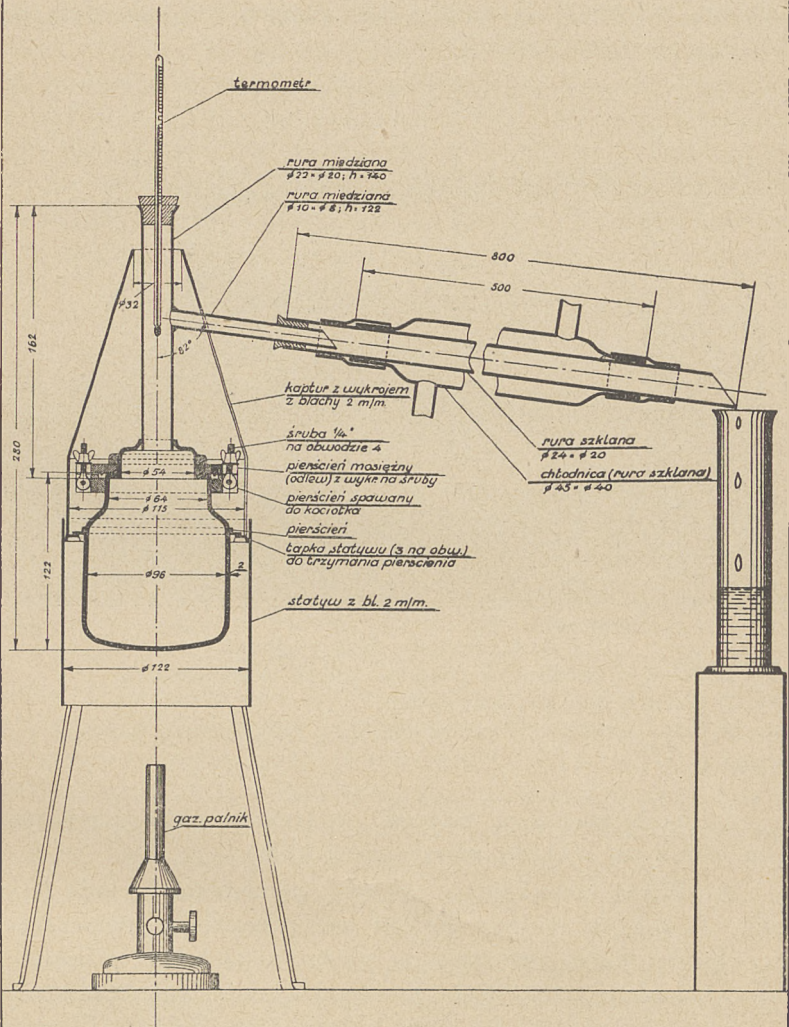 termometr
rura miedziana
ø22 × ø20; h = 140
rura miedziana
ø10 × ø8; h = 122
800
500
ø32
82°
162
280
kaptur z wykrojem
z blachy 2 m/m.
śruba 1/4"
na obwodzie 4
pierścień mosiężny
(odlew) z wykr. na śruby
pierścień spawany
do kociołka
pierścień
łapka statywu (3 na obw.)
do trzymania pierścienia
rura szklana
ø24 × ø20
chłodnica (rura szklana)
ø45 × ø40
ø54
ø64
ø115
122
ø96
2
statyw z bl. 2 m/m.
ø122
gaz. palnik